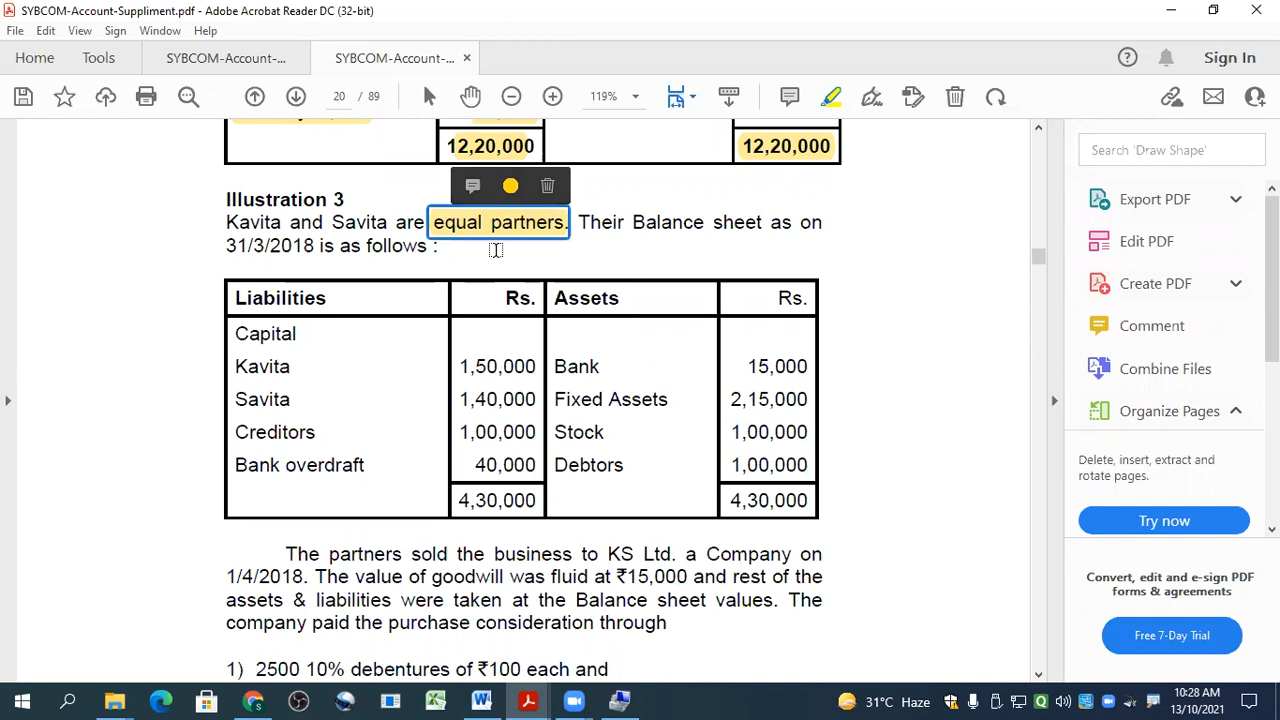 SYBCOM-Account-Suppliment.pdf - Adobe Acrobat Reader DC (32-bit)
File Edit View Sign Window Help
Home Tools SYBCOM-Account-... SYBCOM-Account-... × Sign In
20 / 89 119%
12,20,000 12,20,000
Illustration 3
Kavita and Savita are equal partners. Their Balance sheet as on
31/3/2018 is as follows :
Liabilities Rs. Assets Rs.
Capital
Kavita 1,50,000 Bank 15,000
Savita 1,40,000 Fixed Assets 2,15,000
Creditors 1,00,000 Stock 1,00,000
Bank overdraft 40,000 Debtors 1,00,000
4,30,000 4,30,000
The partners sold the business to KS Ltd. a Company on
1/4/2018. The value of goodwill was fluid at ₹15,000 and rest of the
assets & liabilities were taken at the Balance sheet values. The
company paid the purchase consideration through
1) 2500 10% debentures of ₹100 each and
Search 'Draw Shape'
Export PDF
Edit PDF
Create PDF
Comment
Combine Files
Organize Pages
Delete, insert, extract and
rotate pages.
Try now
Convert, edit and e-sign PDF
forms & agreements
Free 7-Day Trial
31°C Haze
10:28 AM
13/10/2021